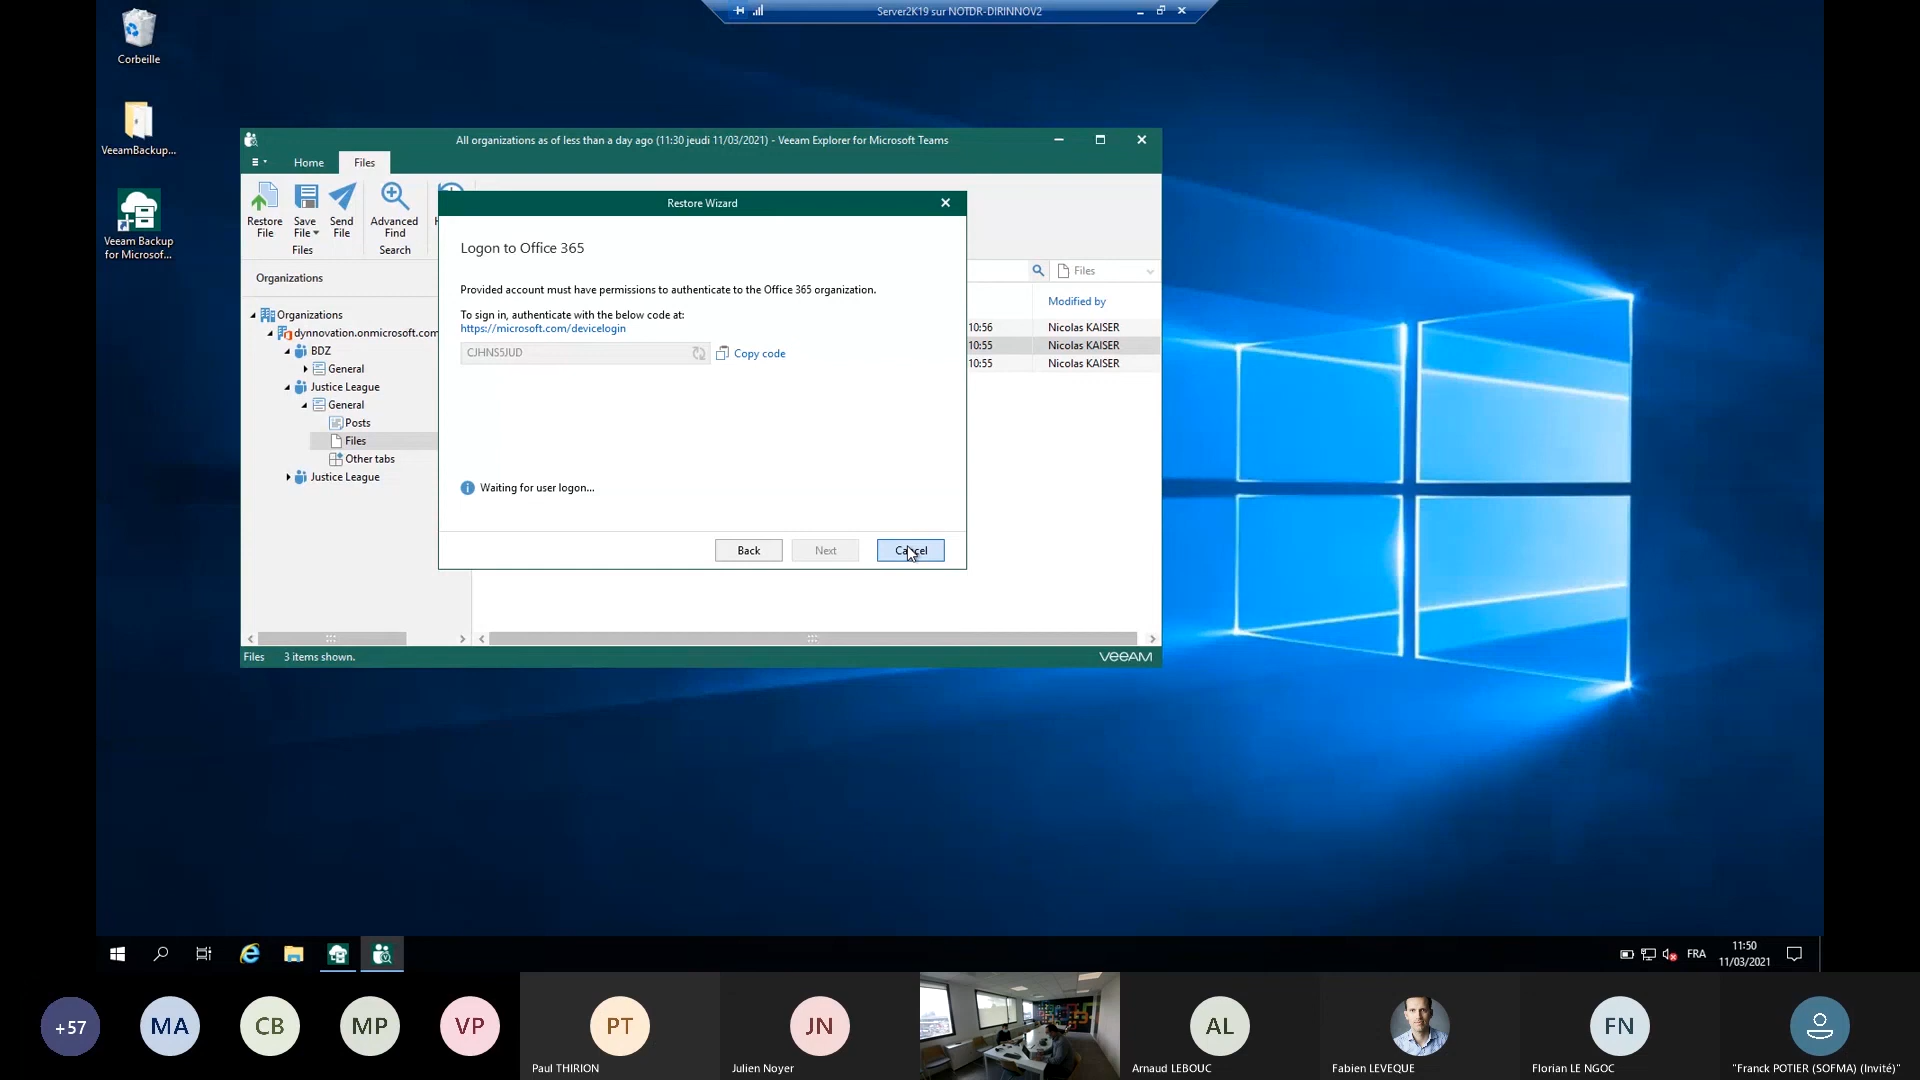 Server2K19 sur NOTDR-DIRINNOV2
Corbeille
VeeamBackup...
Veeam Backup
for Microsof...
All organizations as of less than a day ago (11:30 jeudi 11/03/2021) - Veeam Explorer for Microsoft Teams
Home
Files
Restore
File
Save
File
Send
File
Advanced
Find
Files
Search
Organizations
Files
Organizations
dynnovation.onmicrosoft.com
BDZ
General
Justice League
General
Posts
Files
Other tabs
Justice League
Modified by
10:56 Nicolas KAISER
10:55 Nicolas KAISER
10:55 Nicolas KAISER
Restore Wizard
Logon to Office 365
Provided account must have permissions to authenticate to the Office 365 organization.
To sign in, authenticate with the below code at:
https://microsoft.com/devicelogin
CJHNS5JUD
Copy code
Waiting for user logon...
Back
Next
Cancel
Files
3 items shown.
VEEAM
FRA
11:50
11/03/2021
+57
MA
CB
MP
VP
PT
Paul THIRION
JN
Julien Noyer
AL
Arnaud LEBOUC
Fabien LEVEQUE
FN
Florian LE NGOC
"Franck POTIER (SOFMA) (Invité)"